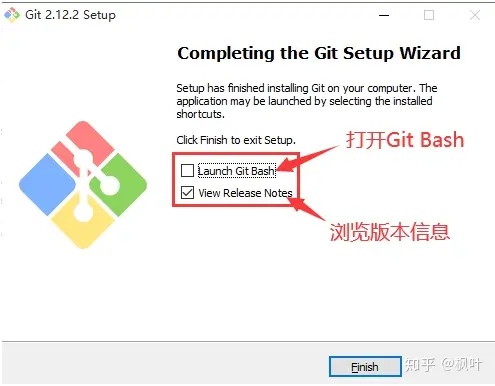 Git 2.12.2 Setup
Completing the Git Setup Wizard
Setup has finished installing Git on your computer. The
application may be launched by selecting the installed
shortcuts.
Click Finish to exit Setup.
打开Git Bash
Launch Git Bash
View Release Notes
浏览版本信息
Finish
知乎 @枫叶